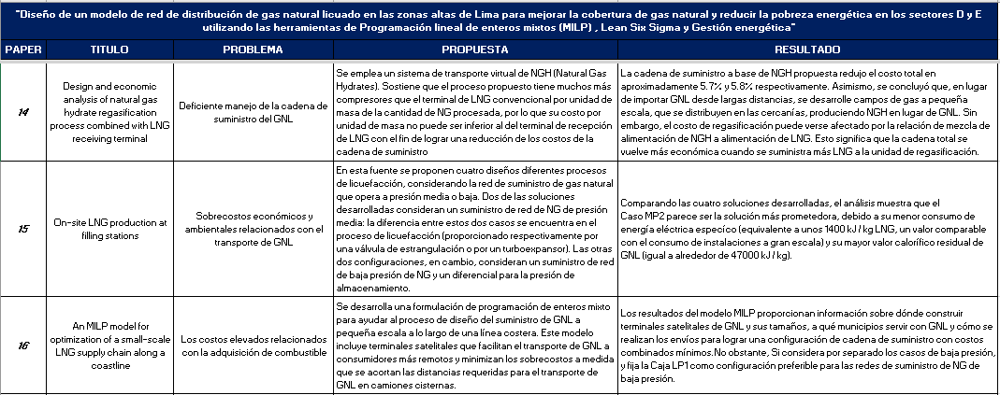 "Diseño de un modelo de red de distribución de gas natural licuado en las zonas altas de Lima para mejorar la cobertura de gas natural y reducir la pobreza energética en los sectores D y E
utilizando las herramientas de Programación lineal de enteros mixtos (MILP) , Lean Six Sigma y Gestión energética"
PAPER TITULO PROBLEMA PROPUESTA RESULTADO
14
Design and economic
analysis of natural gas
hydrate regasification
process combined with LNG
receiving terminal
Deficiente manejo de la cadena de
suministro del GNL
Se emplea un sistema de transporte virtual de NGH (Natural Gas
Hydrates). Sostiene que el proceso propuesto tiene muchos más
compresores que el terminal de LNG convencional por unidad de
masa de la cantidad de NG procesada, por lo que su costo por
unidad de masa no puede ser inferior al del terminal de recepción
de LNG con el fin de lograr una reducción de los costos de la
cadena de suministro
La cadena de suministro a base de NGH propuesta redujo el costo total en
aproximadamente 5.7% y 5.8% respectivamente. Asimismo, se concluyó que, en lugar
de importar GNL desde largas distancias, se desarrolle campos de gas a pequeña
escala, que se distribuyen en las cercanías, produciendo NGH en lugar de GNL. Sin
embargo, el costo de regasificación puede verse afectado por la relación de mezcla de
alimentación de NGH a alimentación de LNG. Esto significa que la cadena total se
vuelve más económica cuando se suministra más LNG a la unidad de regasificación.
15
On-site LNG production at
filling stations
Sobrecostos económicos y
ambientales relacionados con el
transporte de GNL
En esta fuente se proponen cuatro diseños diferentes procesos
de licuefacción, considerando la red de suministro de gas natural
que opera a presión media o baja. Dos de las soluciones
desarrolladas consideran un suministro de red de NG de presión
media: la diferencia entre estos dos casos se encuentra en el
proceso de licuefacción (proporcionado respectivamente por
una válvula de estrangulación o por un turboexpansor). Las otras
dos configuraciones, en cambio, consideran un suministro de red
de baja presión de NG y un diferencial para la presión de
almacenamiento.
Comparando las cuatro soluciones desarrolladas, el análisis muestra que el
Caso MP2 parece ser la solución más prometedora, debido a su menor consumo de
energía eléctrica específico (equivalente a unos 1400 kJ / kg LNG, un valor comparable
con el consumo de instalaciones a gran escala) y su mayor valor calorífico residual de
GNL (igual a alrededor de 47000 kJ / kg).
16
An MILP model for
optimization of a small-scale
LNG supply chain along a
coastline
Los costos elevados relacionados
con la adquisición de combustible
Se desarrolla una formulación de programación de enteros mixto
para ayudar al proceso de diseño del suministro de GNL a
pequeña escala a lo largo de una línea costera. Este modelo
incluye terminales satelitales que facilitan el transporte de GNL a
consumidores más remotos y minimizan los sobrecostos a medida
que se acortan las distancias requeridas para el transporte de
GNL en camiones cisternas.
Los resultados del modelo MILP proporcionan información sobre dónde construir
terminales satelitales de GNL y sus tamaños, a qué municipios servir con GNL y cómo se
realizan los envíos para lograr una configuración de cadena de suministro con costos
combinados mínimos. No obstante, Si considera por separado los casos de baja presión,
y fija la Caja LP1 como configuración preferible para las redes de suministro de NG de
baja presión.